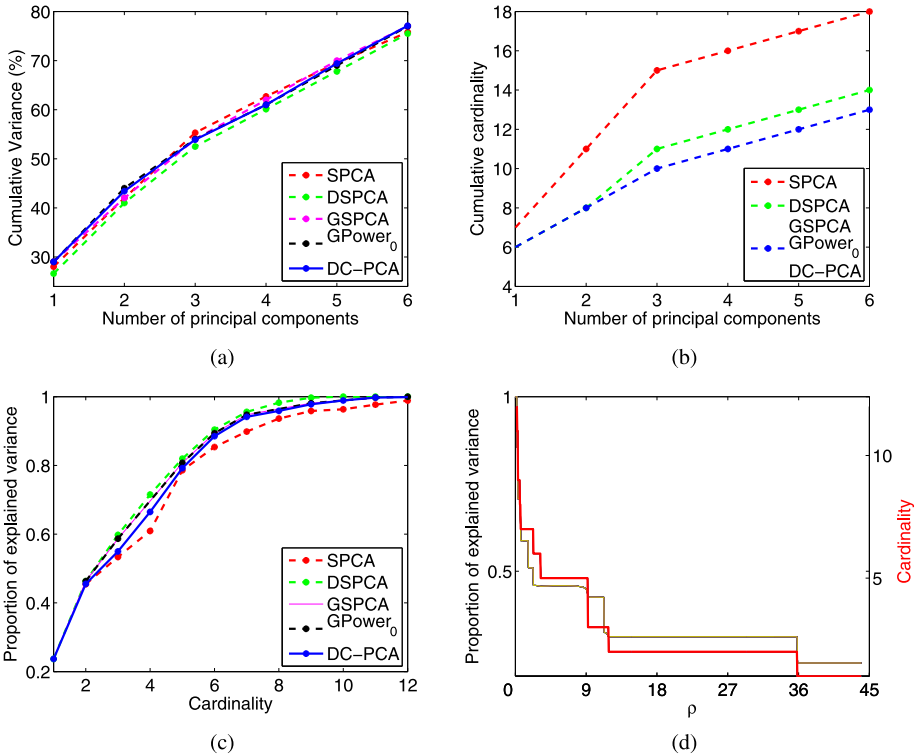 80
70
60
50
40
30
1 2 3 4 5 6
Cumulative Variance (%)
Number of principal components
SPCA
DSPCA
GSPCA
GPower0
DC−PCA
(a)
18
16
14
12
10
8
6
4
1 2 3 4 5 6
Cumulative cardinality
Number of principal components
SPCA
DSPCA
GSPCA
GPower0
DC−PCA
(b)
1
0.8
0.6
0.4
0.2
2 4 6 8 10 12
Proportion of explained variance
Cardinality
SPCA
DSPCA
GSPCA
GPower0
DC−PCA
(c)
1
0.5
10
5
0 9 18 27 36 45
Proportion of explained variance
Cardinality
ρ
(d)